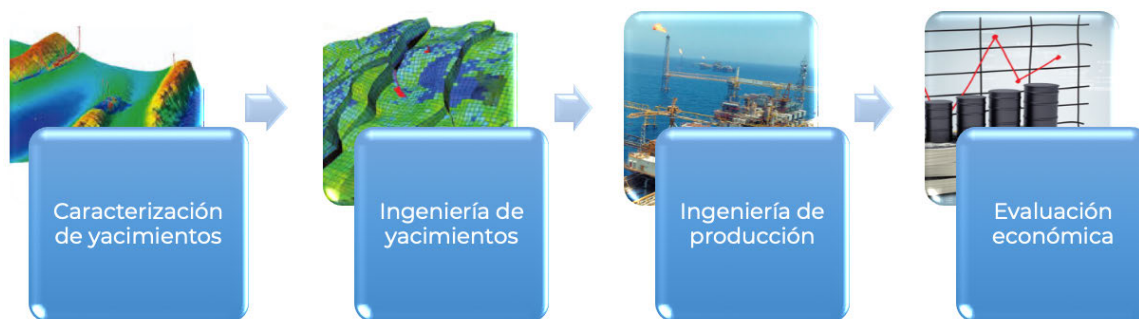 Caracterización
de yacimientos
Ingeniería de
yacimientos
Ingeniería de
producción
Evaluación
económica